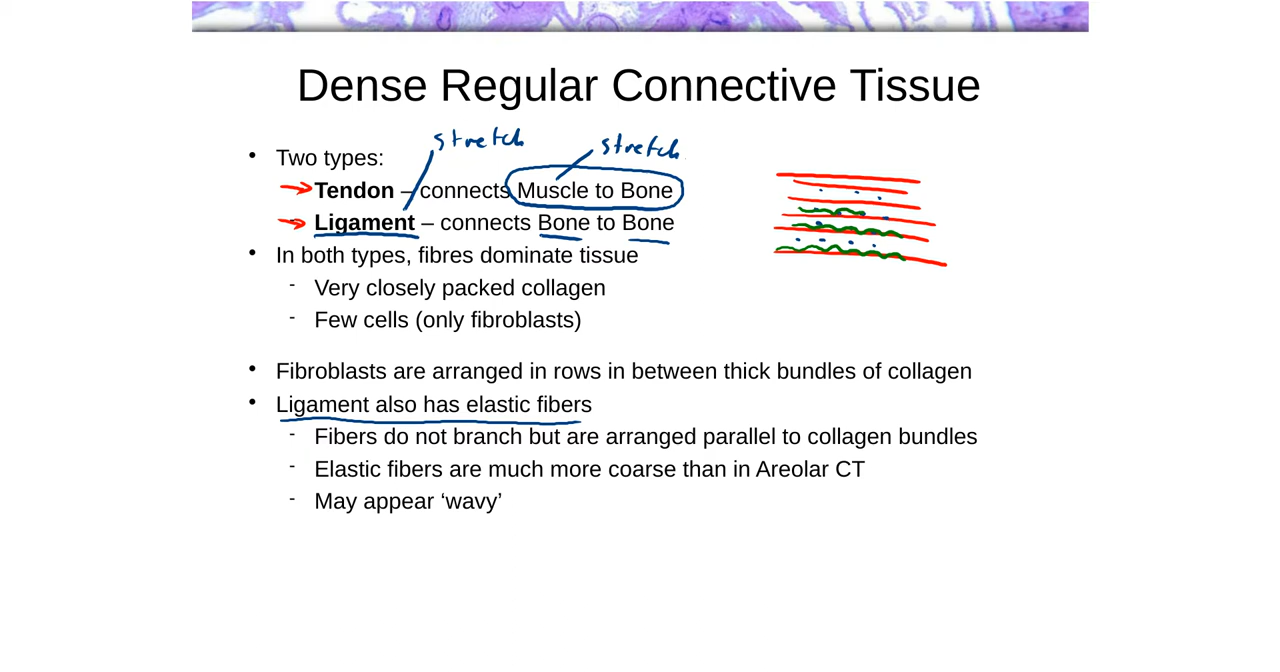 Dense Regular Connective Tissue
stretch
stretch
• Two types:
Tendon – connects Muscle to Bone
Ligament – connects Bone to Bone
• In both types, fibres dominate tissue
- Very closely packed collagen
- Few cells (only fibroblasts)
• Fibroblasts are arranged in rows in between thick bundles of collagen
• Ligament also has elastic fibers
- Fibers do not branch but are arranged parallel to collagen bundles
- Elastic fibers are much more coarse than in Areolar CT
- May appear ‘wavy’